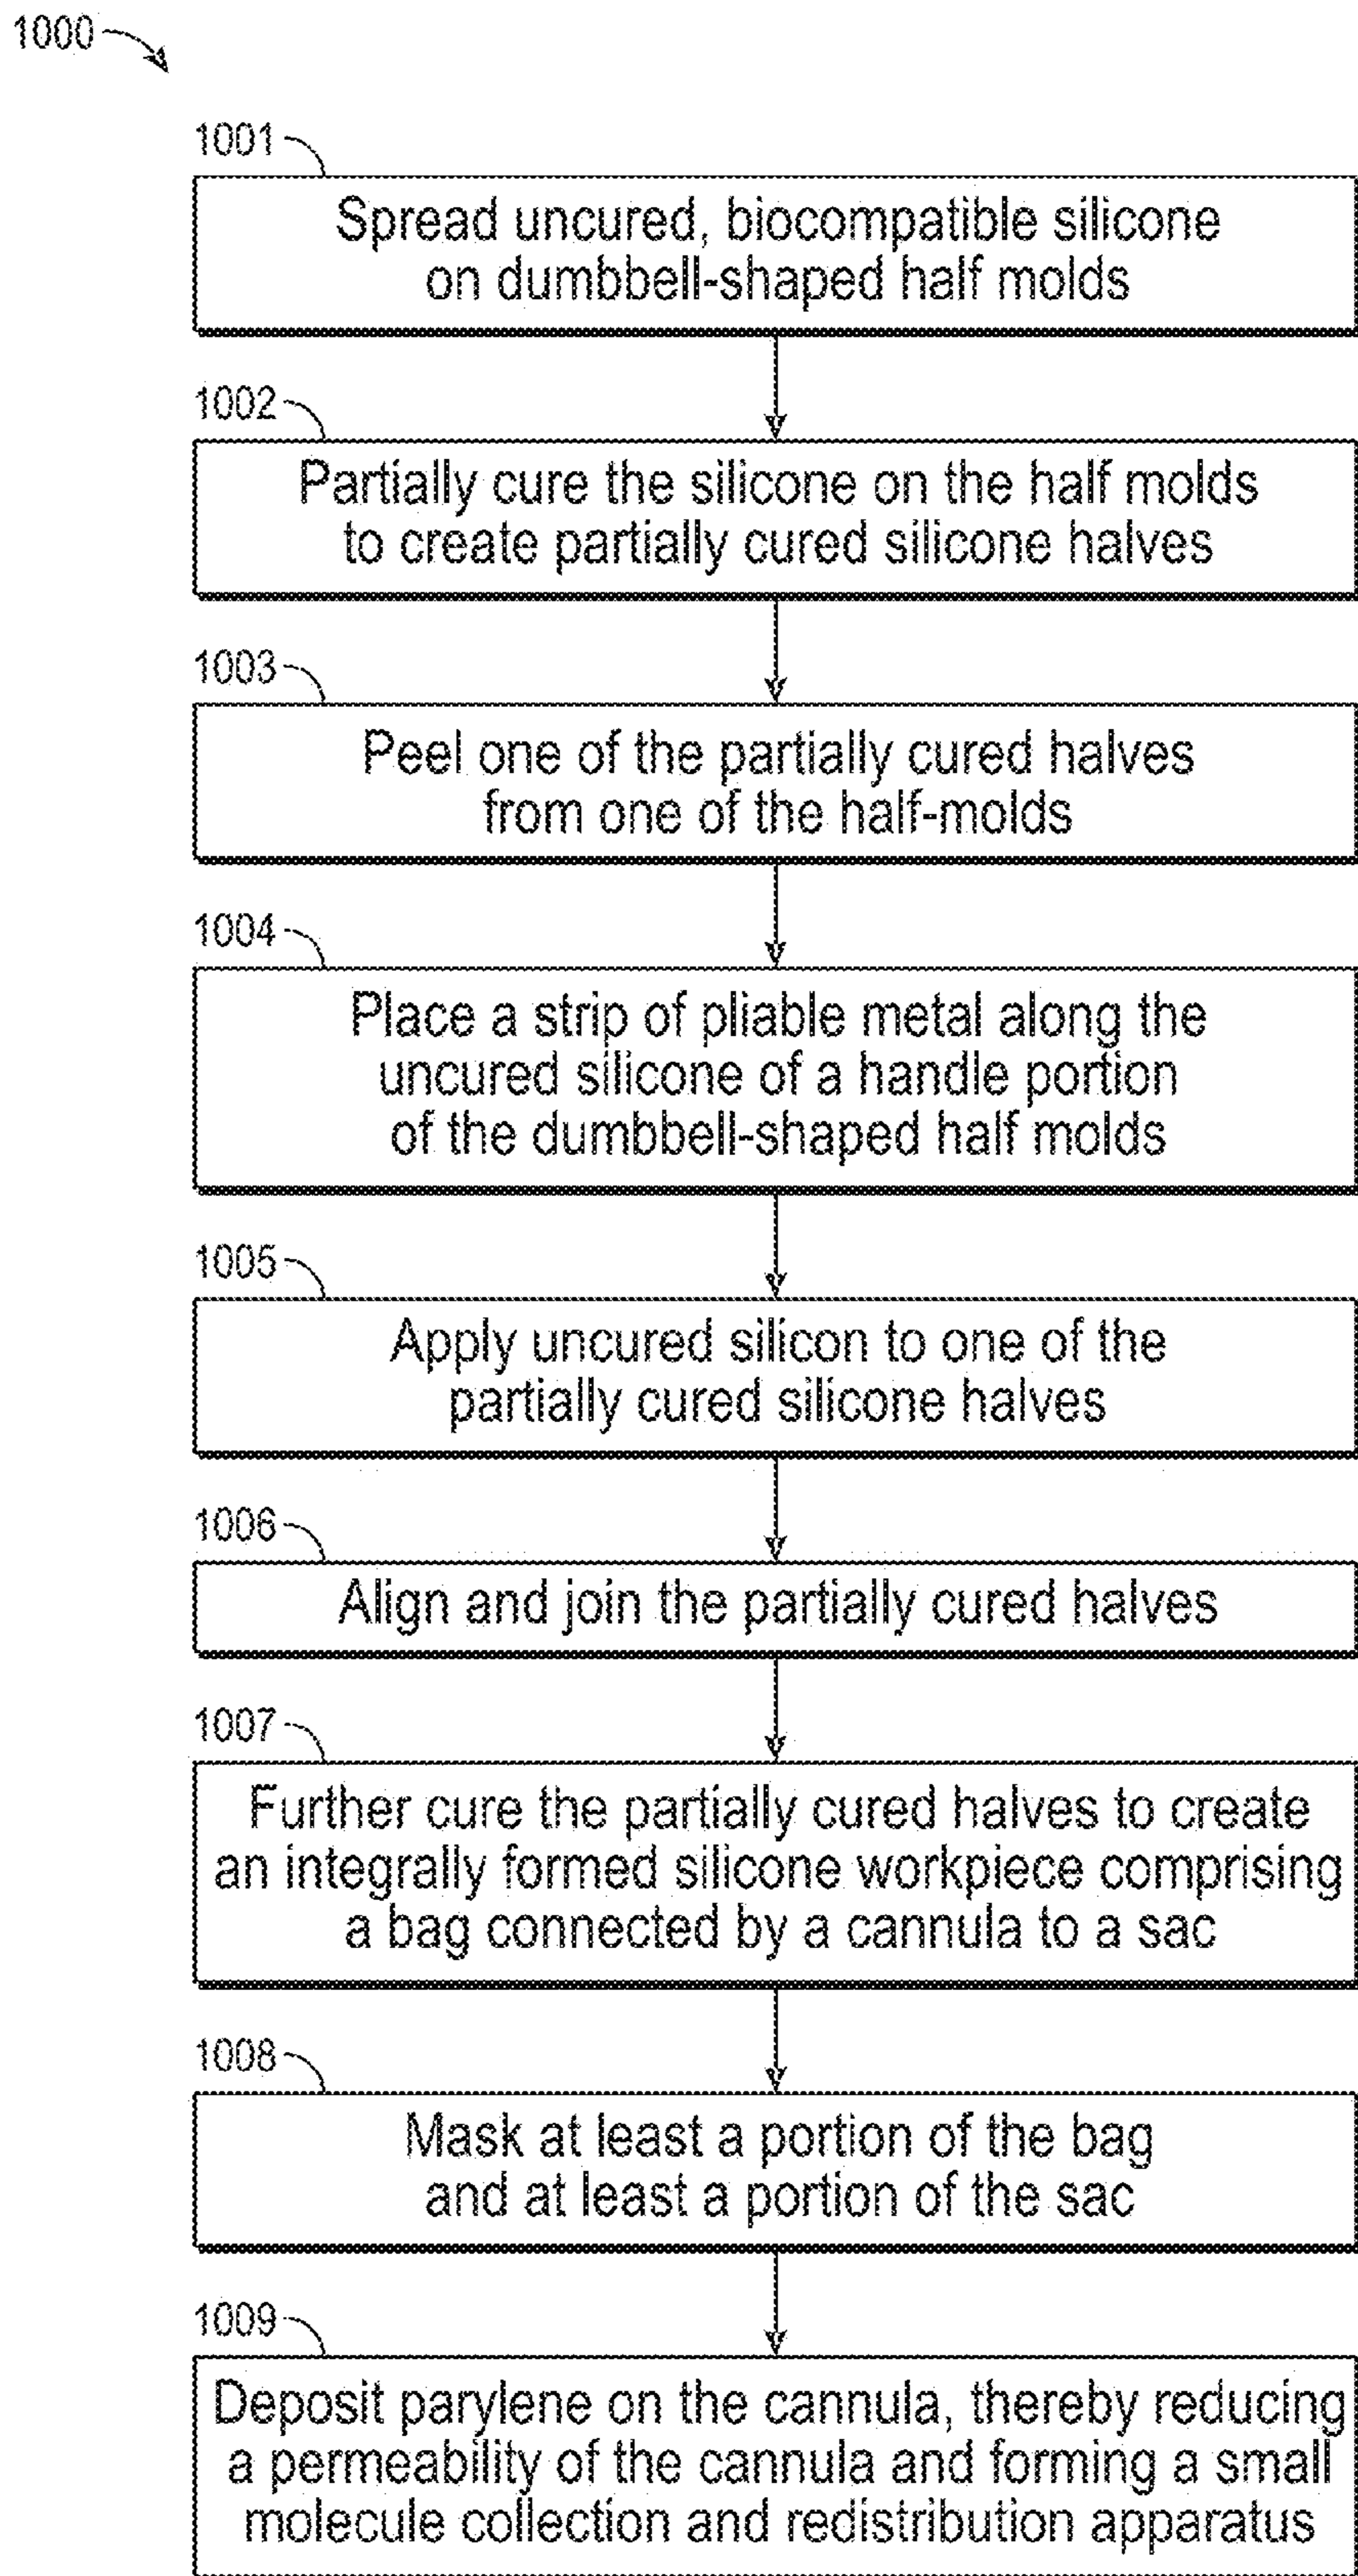 1000
1001
Spread uncured, biocompatible silicone
on dumbbell-shaped half molds
1002
Partially cure the silicone on the half molds
to create partially cured silicone halves
1003
Peel one of the partially cured halves
from one of the half-molds
1004
Place a strip of pliable metal along the
uncured silicone of a handle portion
of the dumbbell-shaped half molds
1005
Apply uncured silicon to one of the
partially cured silicone halves
1006
Align and join the partially cured halves
1007
Further cure the partially cured halves to create
an integrally formed silicone workpiece comprising
a bag connected by a cannula to a sac
1008
Mask at least a portion of the bag
and at least a portion of the sac
1009
Deposit parylene on the cannula, thereby reducing
a permeability of the cannula and forming a small
molecule collection and redistribution apparatus